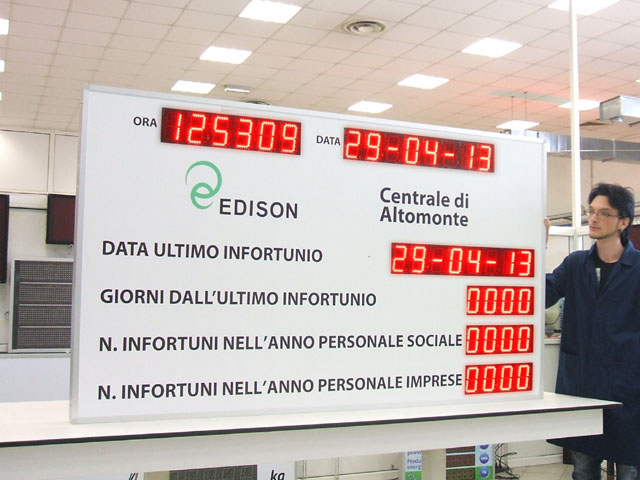 ORA 125309 DATA 29-04-13
EDISON
Centrale di
Altomonte
DATA ULTIMO INFORTUNIO 29-04-13
GIORNI DALL'ULTIMO INFORTUNIO 0000
N. INFORTUNI NELL'ANNO PERSONALE SOCIALE 0000
N. INFORTUNI NELL'ANNO PERSONALE IMPRESE 0000
kg